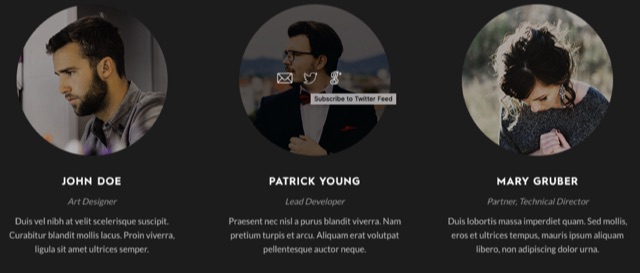 Subscribe to Twitter Feed
JOHN DOE
PATRICK YOUNG
MARY GRUBER
Art Designer
Lead Developer
Partner, Technical Director
Duis vel nibh at velit scelerisque suscipit.
Curabitur blandit mollis lacus. Proin viverra,
ligula sit amet ultrices semper.
Praesent nec nisl a purus blandit viverra. Nam
pretium turpis et arcu. Aliquam erat volutpat
pellentesque auctor neque.
Duis lobortis massa imperdiet quam. Sed mollis,
eros et ultrices tempus, mauris ipsum aliquam
libero, non adipiscing dolor urna.